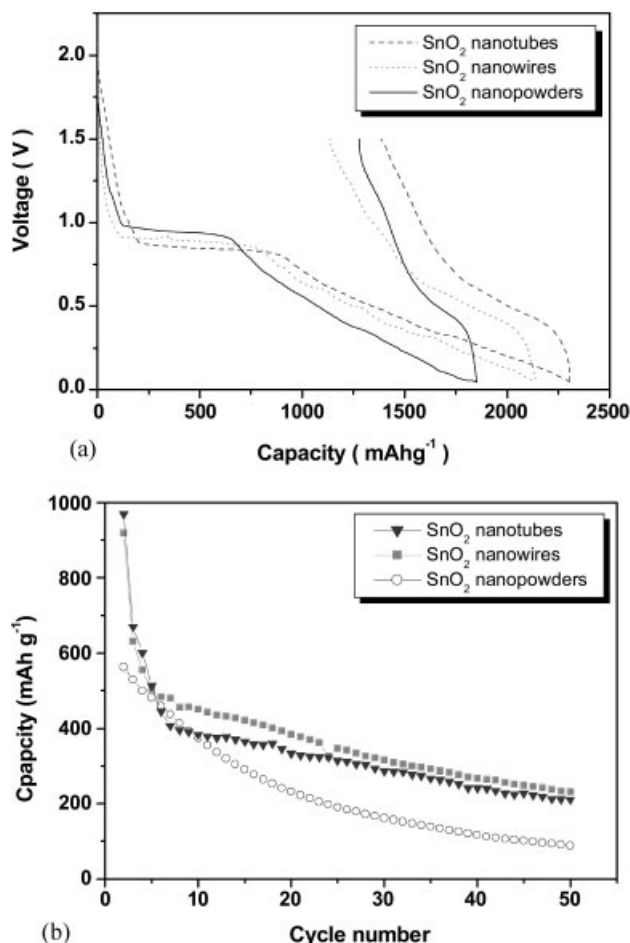 2.0
1.5
1.0
0.5
0.0
Voltage ( V )
SnO2 nanotubes
SnO2 nanowires
SnO2 nanopowders
0 500 1000 1500 2000 2500
(a)
Capacity ( mAhg-1 )
1000
800
600
400
200
0
Cpapcity (mAh g-1)
SnO2 nanotubes
SnO2 nanowires
SnO2 nanopowders
0 10 20 30 40 50
(b)
Cycle number